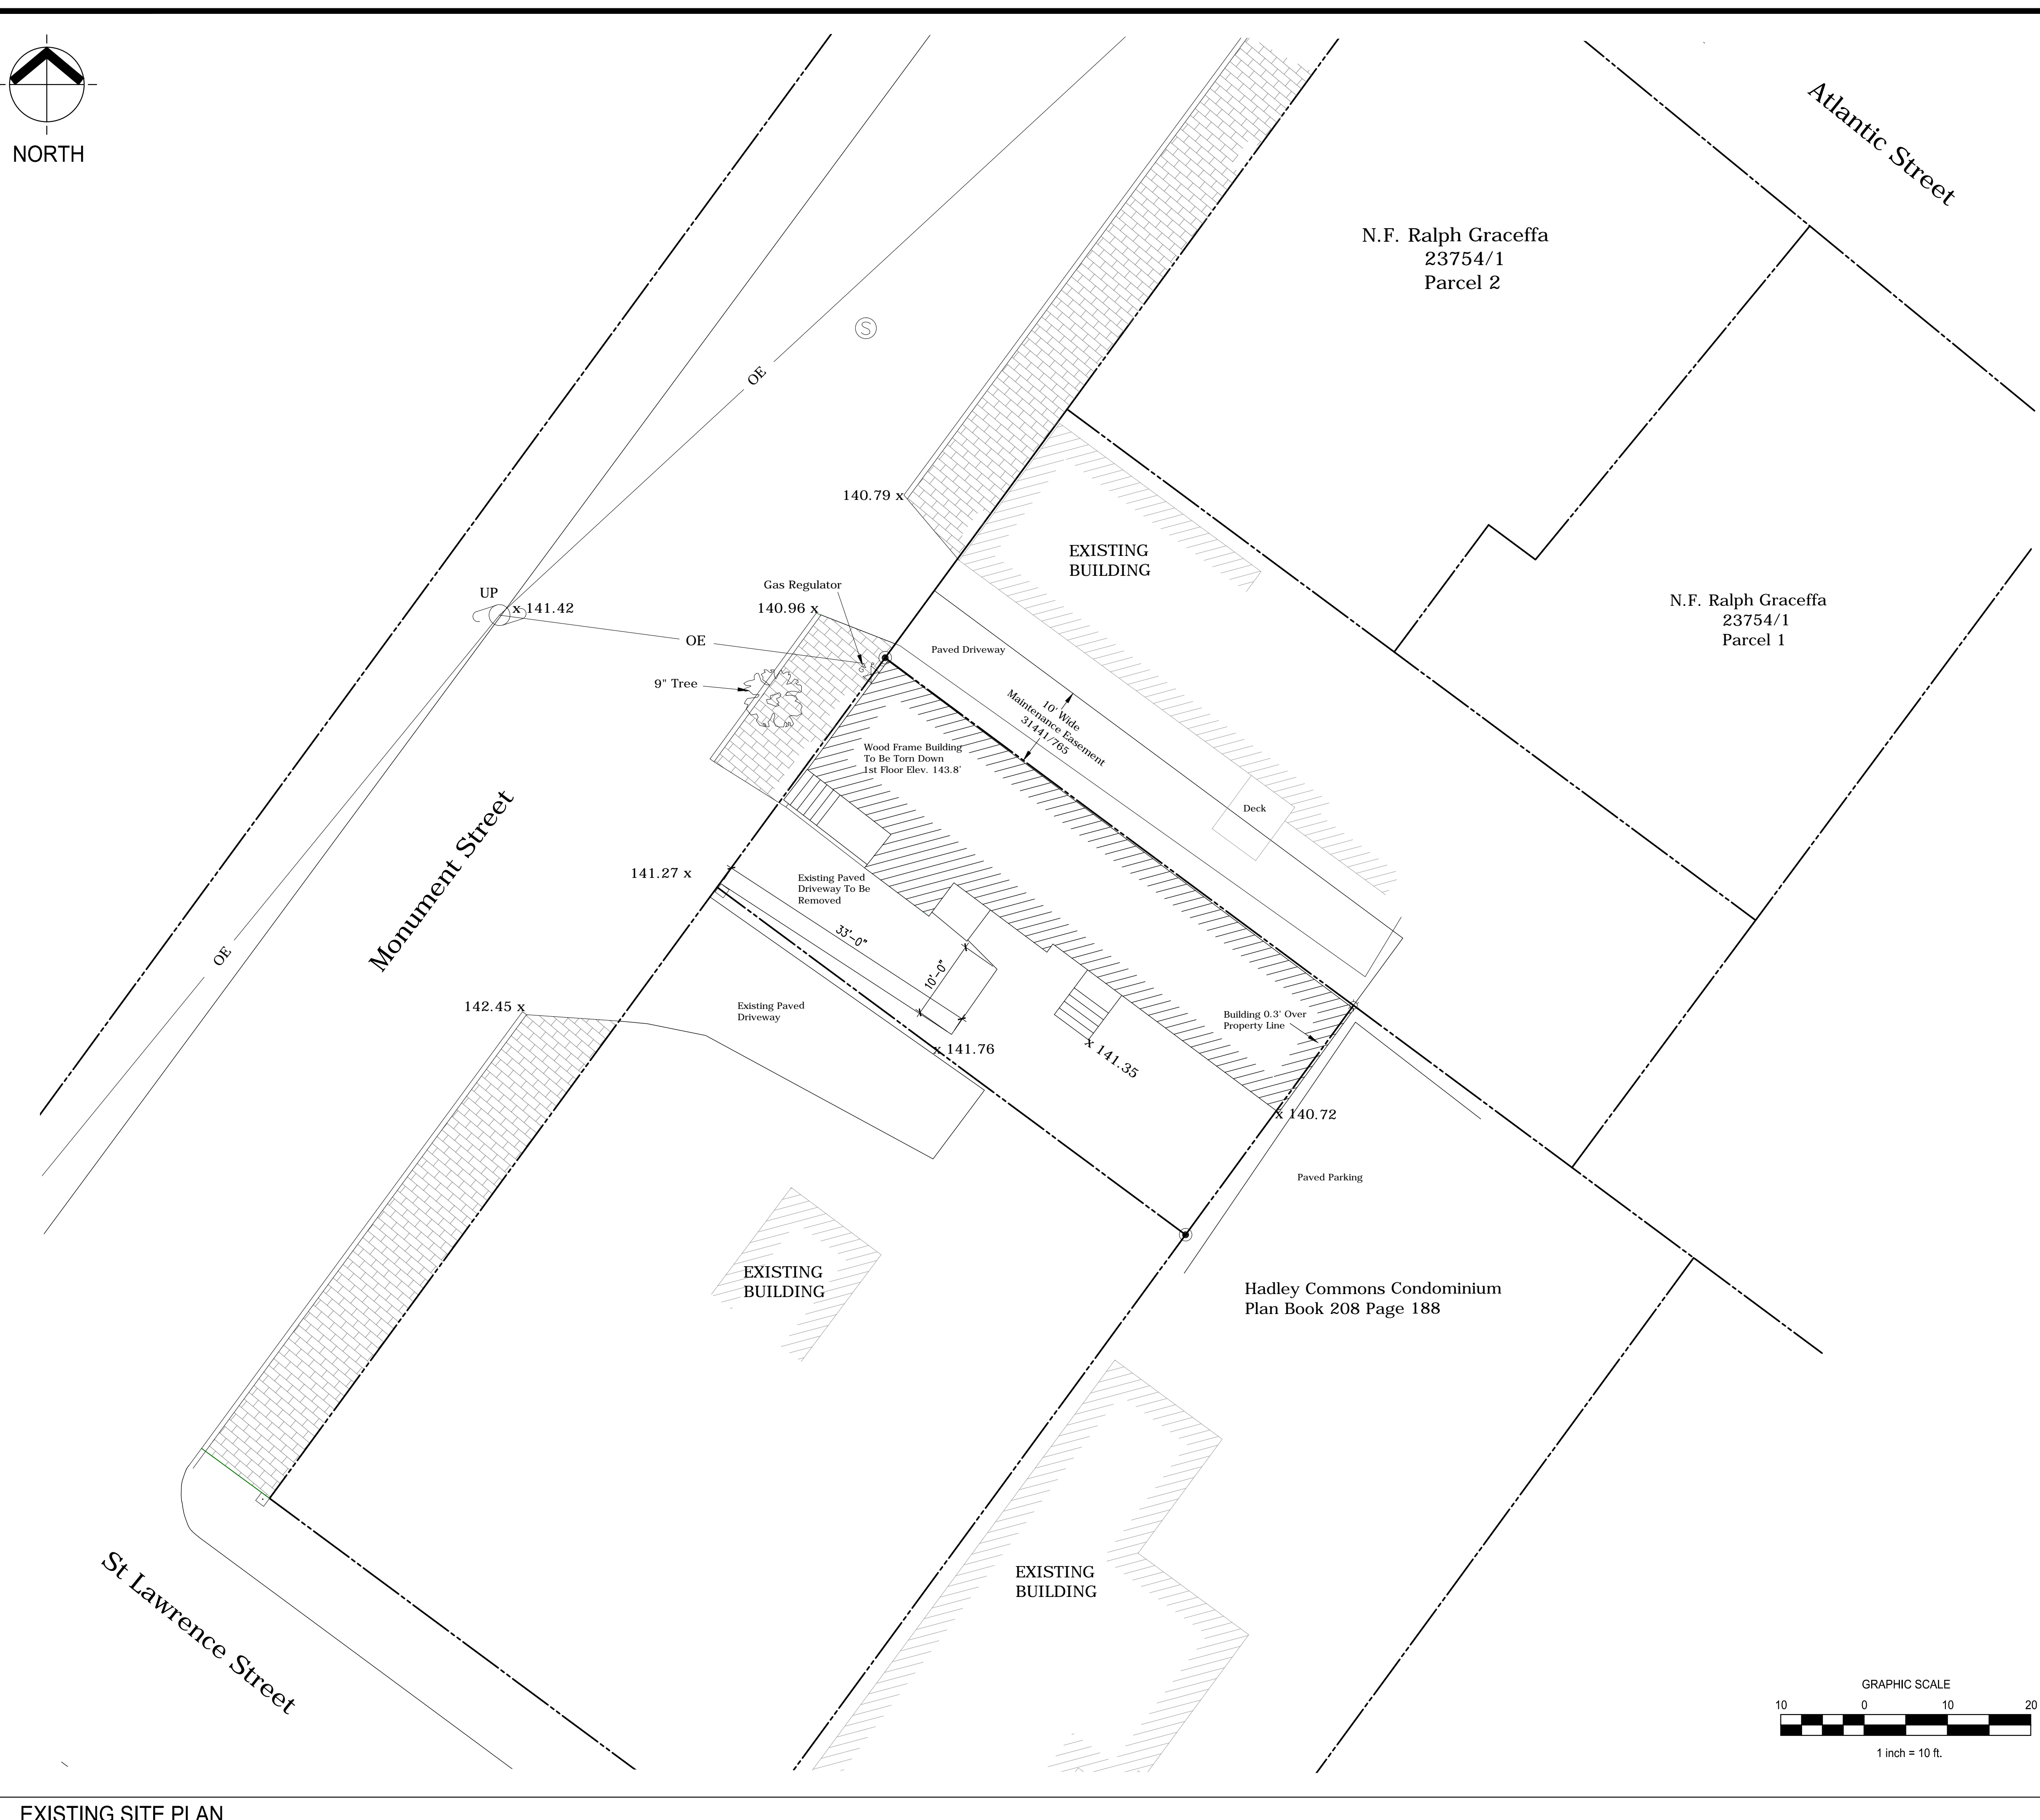 NORTH
Atlantic Street
N.F. Ralph Graceffa
23754/1
Parcel 2
S
OE
140.79 x
EXISTING
BUILDING
Gas Regulator
UP
x 141.42
140.96 x
N.F. Ralph Graceffa
23754/1
Parcel 1
OE
Paved Driveway
9" Tree
10' Wide
Maintenance Easement
31441/765
Wood Frame Building
To Be Torn Down
1st Floor Elev. 143.8'
Deck
Monument Street
141.27 x
Existing Paved
Driveway To Be
Removed
33'-0"
OE
10'-0"
142.45 x
Existing Paved
Driveway
Building 0.3' Over
Property Line
x 141.76
x 141.35
x 140.72
Paved Parking
EXISTING
BUILDING
Hadley Commons Condominium
Plan Book 208 Page 188
EXISTING
BUILDING
St Lawrence Street
GRAPHIC SCALE
10 0 10 20
1 inch = 10 ft.
EXISTING SITE PLAN